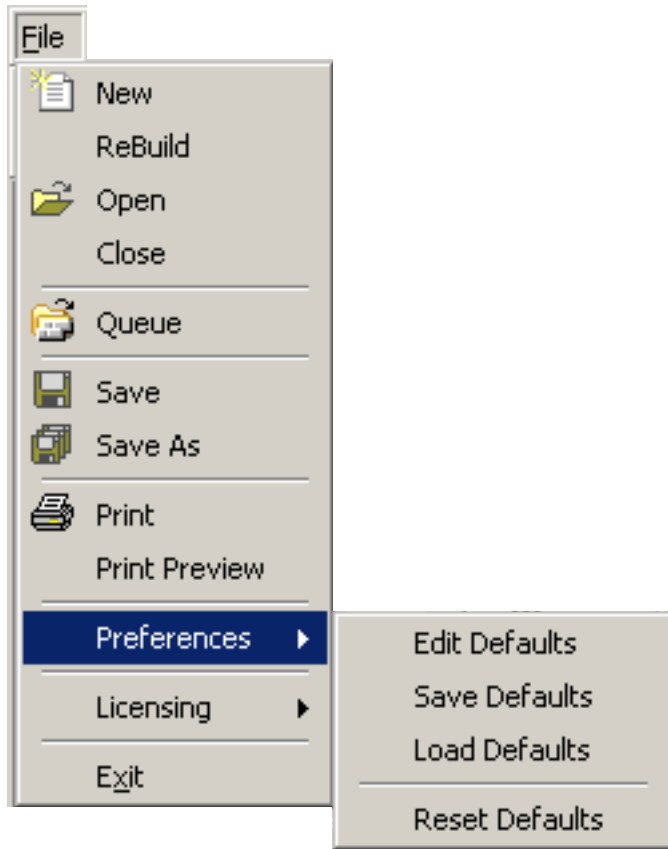 File
New
ReBuild
Open
Close
Queue
Save
Save As
Print
Print Preview
Preferences
Edit Defaults
Save Defaults
Load Defaults
Reset Defaults
Licensing
Exit